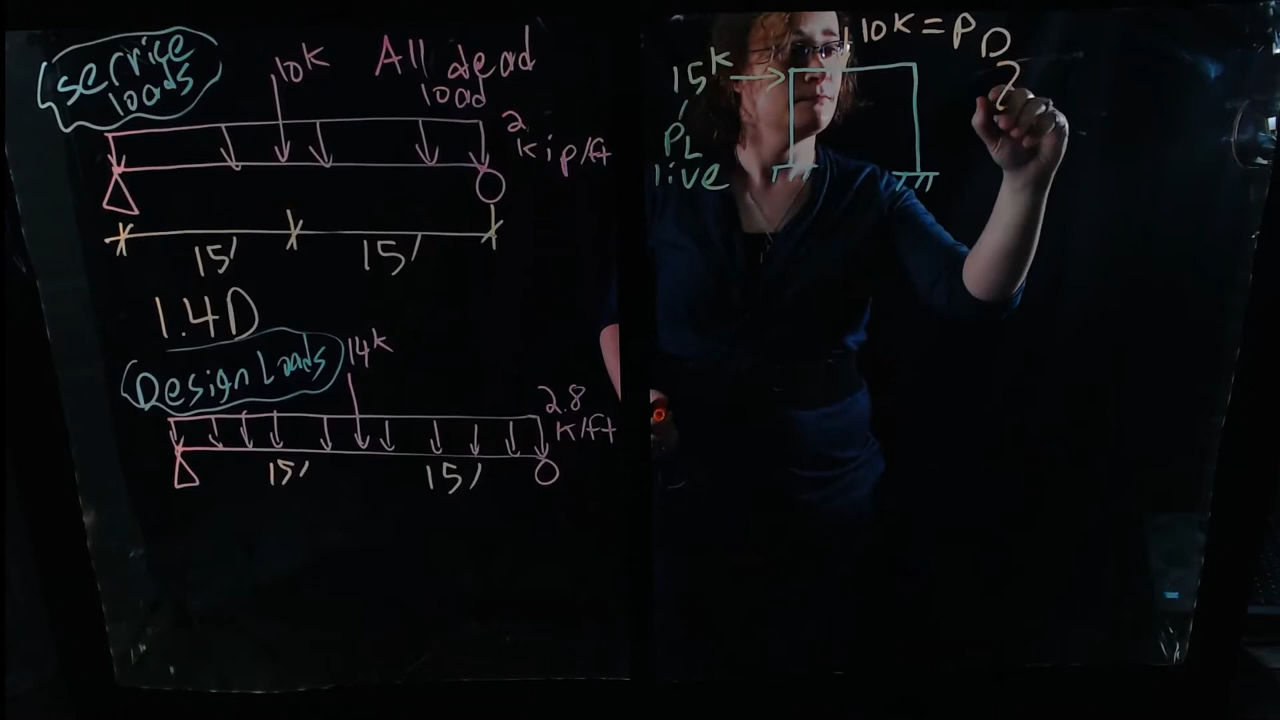 service
loads
10K
All dead
load
2
kip/ft
15'
15'
1.4D
Design Loads
14K
2.8
K/ft
15'
15'
10K = PD
15K
PL
live